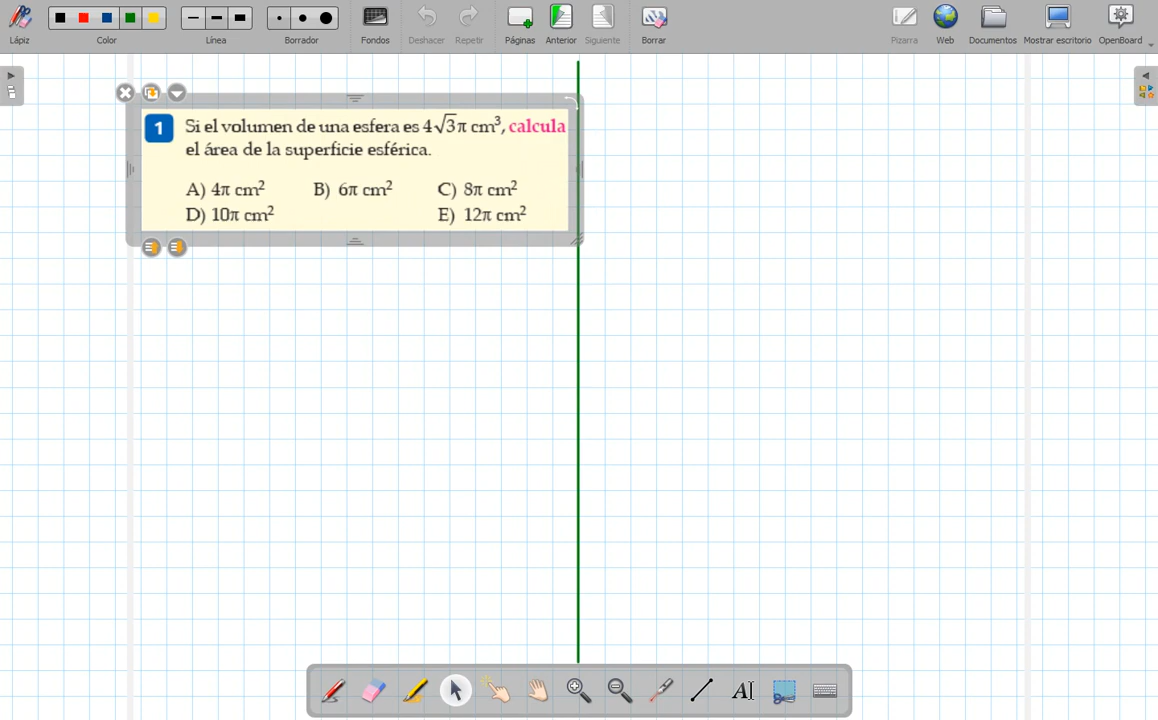 Lápiz Color Línea Borrador Fondos Deshacer Repetir Páginas Anterior Siguiente Borrar Pizarra Web Documentos Mostrar escritorio OpenBoard
1 Si el volumen de una esfera es 4√3π cm³, calcula
el área de la superficie esférica.
A) 4π cm² B) 6π cm² C) 8π cm²
D) 10π cm² E) 12π cm²